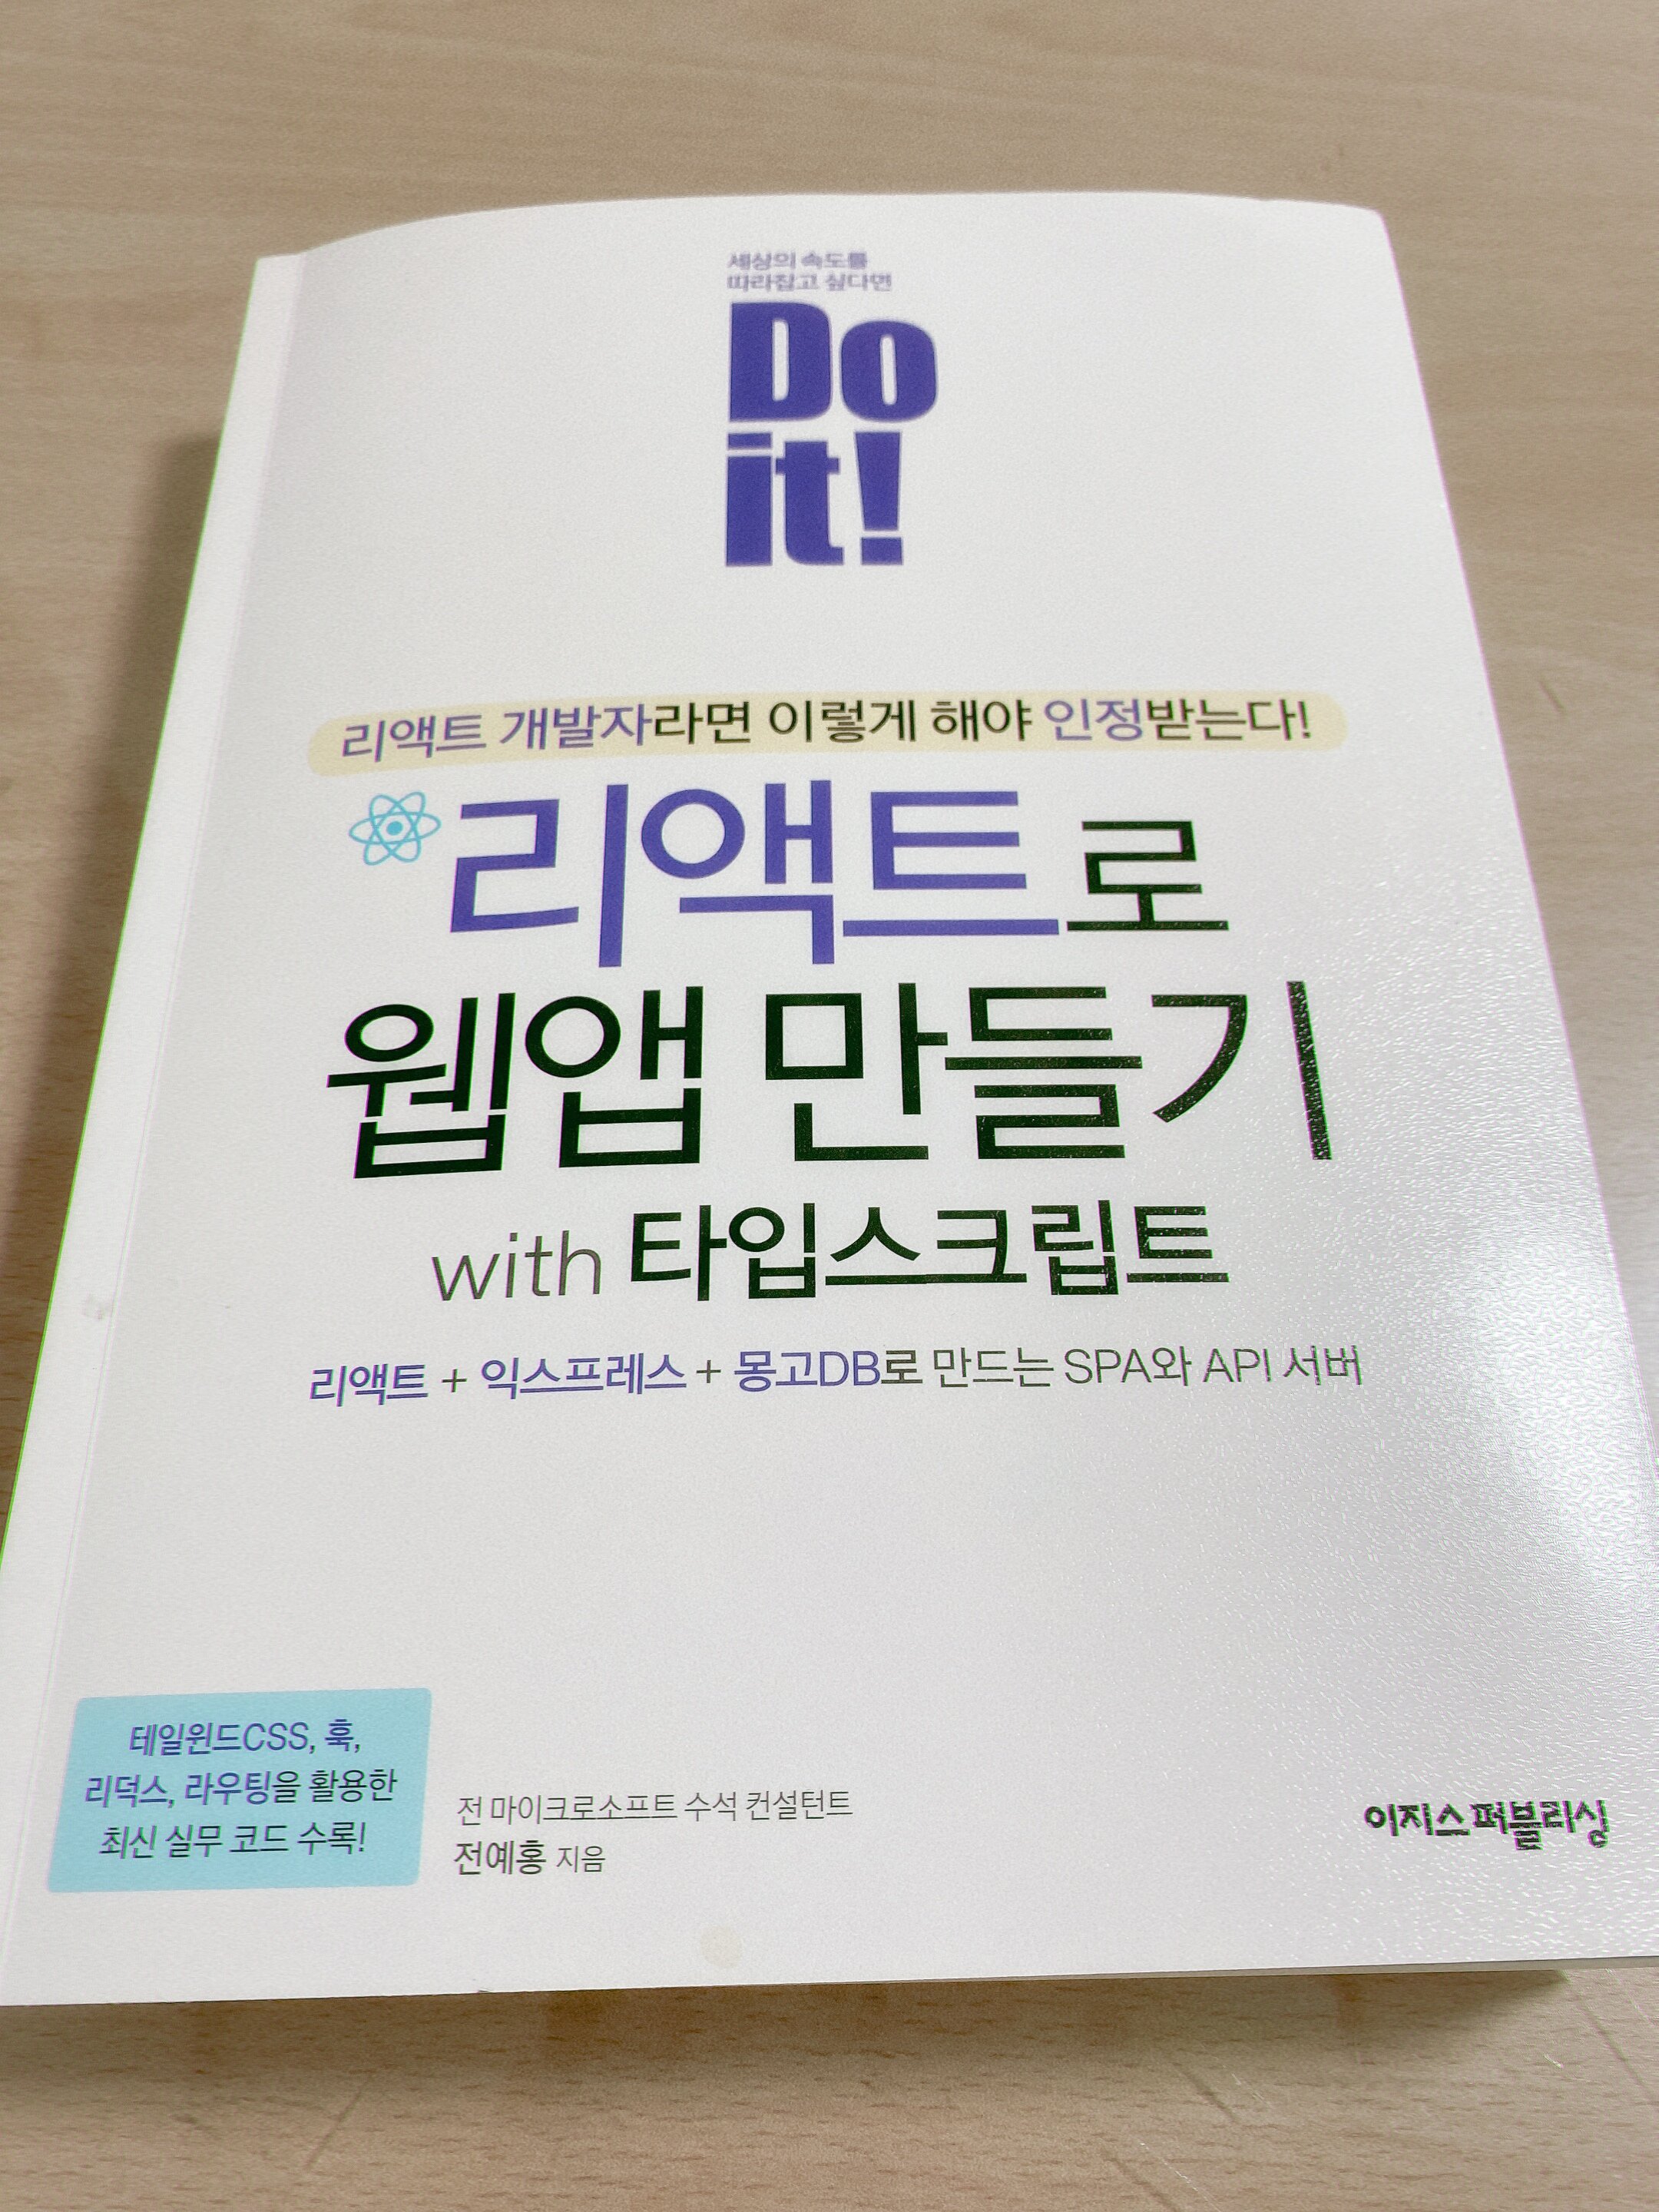 세상의 속도를
따라잡고 싶다면
Do
it!
리액트 개발자라면 이렇게 해야 인정받는다!
리액트로
웹앱 만들기
with 타입스크립트
리액트 + 익스프레스 + 몽고DB로 만드는 SPA와 API 서버
테일윈드CSS, 훅,
리덕스, 라우팅을 활용한
최신 실무 코드 수록!
전 마이크로소프트 수석 컨설턴트
전예홍 지음
이지스퍼블리싱